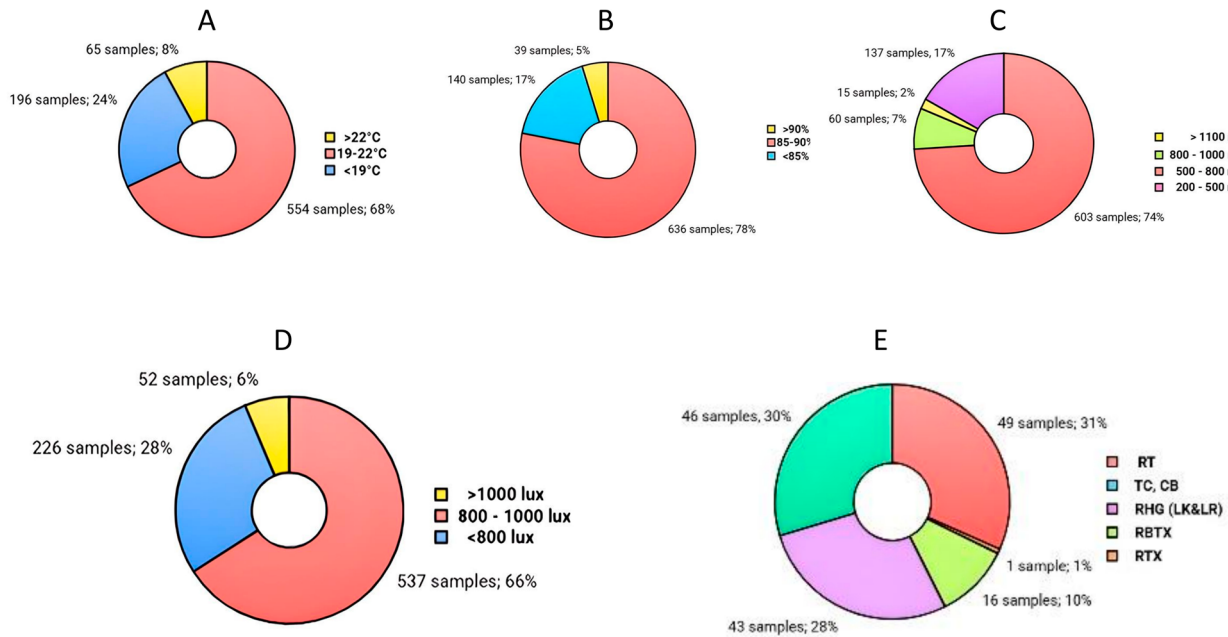 A
65 samples; 8%
196 samples; 24%
554 samples; 68%
>22°C
19-22°C
<19°C
B
39 samples; 5%
140 samples; 17%
636 samples; 78%
>90%
85-90%
<85%
C
137 samples, 17%
15 samples; 2%
60 samples; 7%
603 samples; 74%
> 1100
800 - 1000
500 - 800
200 - 500
D
52 samples; 6%
226 samples; 28%
537 samples; 66%
>1000 lux
800 - 1000 lux
<800 lux
E
46 samples, 30%
49 samples; 31%
1 sample; 1%
16 samples; 10%
43 samples; 28%
RT
TC, CB
RHG (LK&LR)
RBTX
RTX